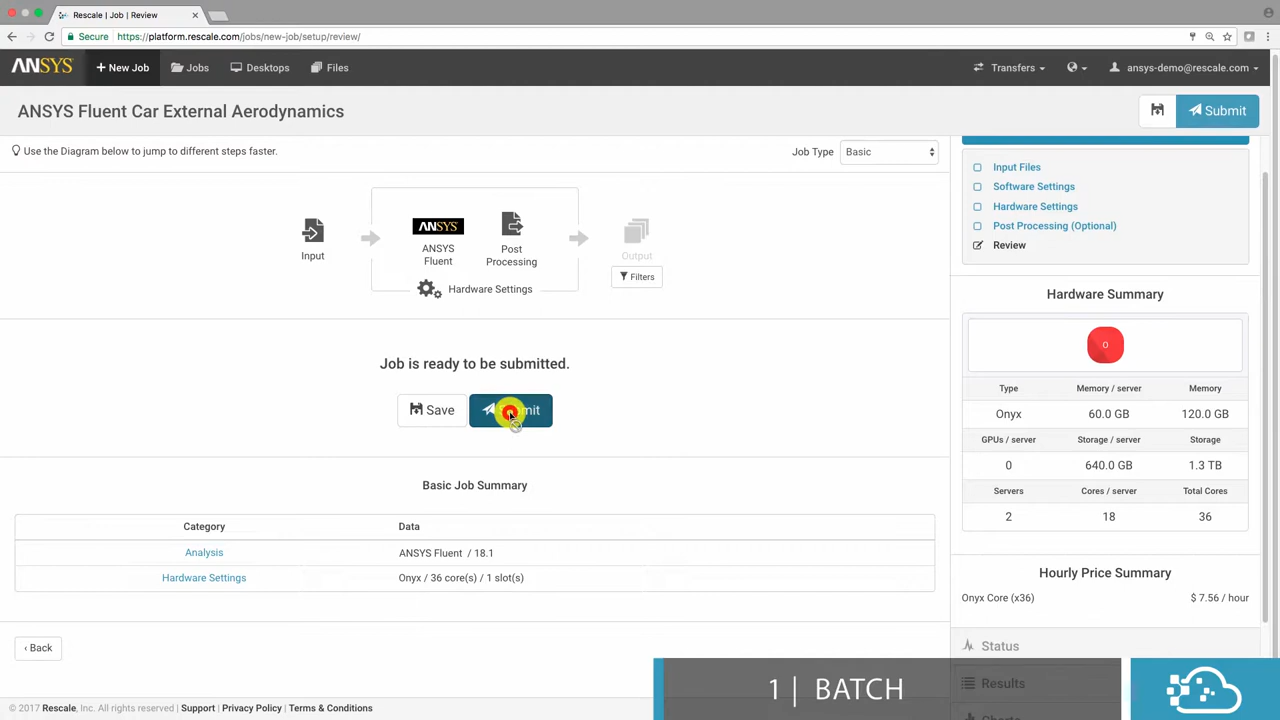 Rescale | Job | Review
Secure
https://platform.rescale.com/jobs/new-job/setup/review/
ANSYS
+ New Job
Jobs
Desktops
Files
Transfers
ansys-demo@rescale.com
ANSYS Fluent Car External Aerodynamics
Submit
Use the Diagram below to jump to different steps faster.
Job Type
Basic
Input
ANSYS
ANSYS
Fluent
Post
Processing
Output
Filters
Hardware Settings
Input Files
Software Settings
Hardware Settings
Post Processing (Optional)
Review
Job is ready to be submitted.
Save
Basic Job Summary
Category Data
Analysis ANSYS Fluent / 18.1
Hardware Settings Onyx / 36 core(s) / 1 slot(s)
‹ Back
Hardware Summary
0
Type Memory / server Memory
Onyx 60.0 GB 120.0 GB
GPUs / server Storage / server Storage
0 640.0 GB 1.3 TB
Servers Cores / server Total Cores
2 18 36
Hourly Price Summary
Onyx Core (x36) $ 7.56 / hour
Status
Results
1 | BATCH
© 2017 Rescale, Inc. All rights reserved | Support | Privacy Policy | Terms & Conditions